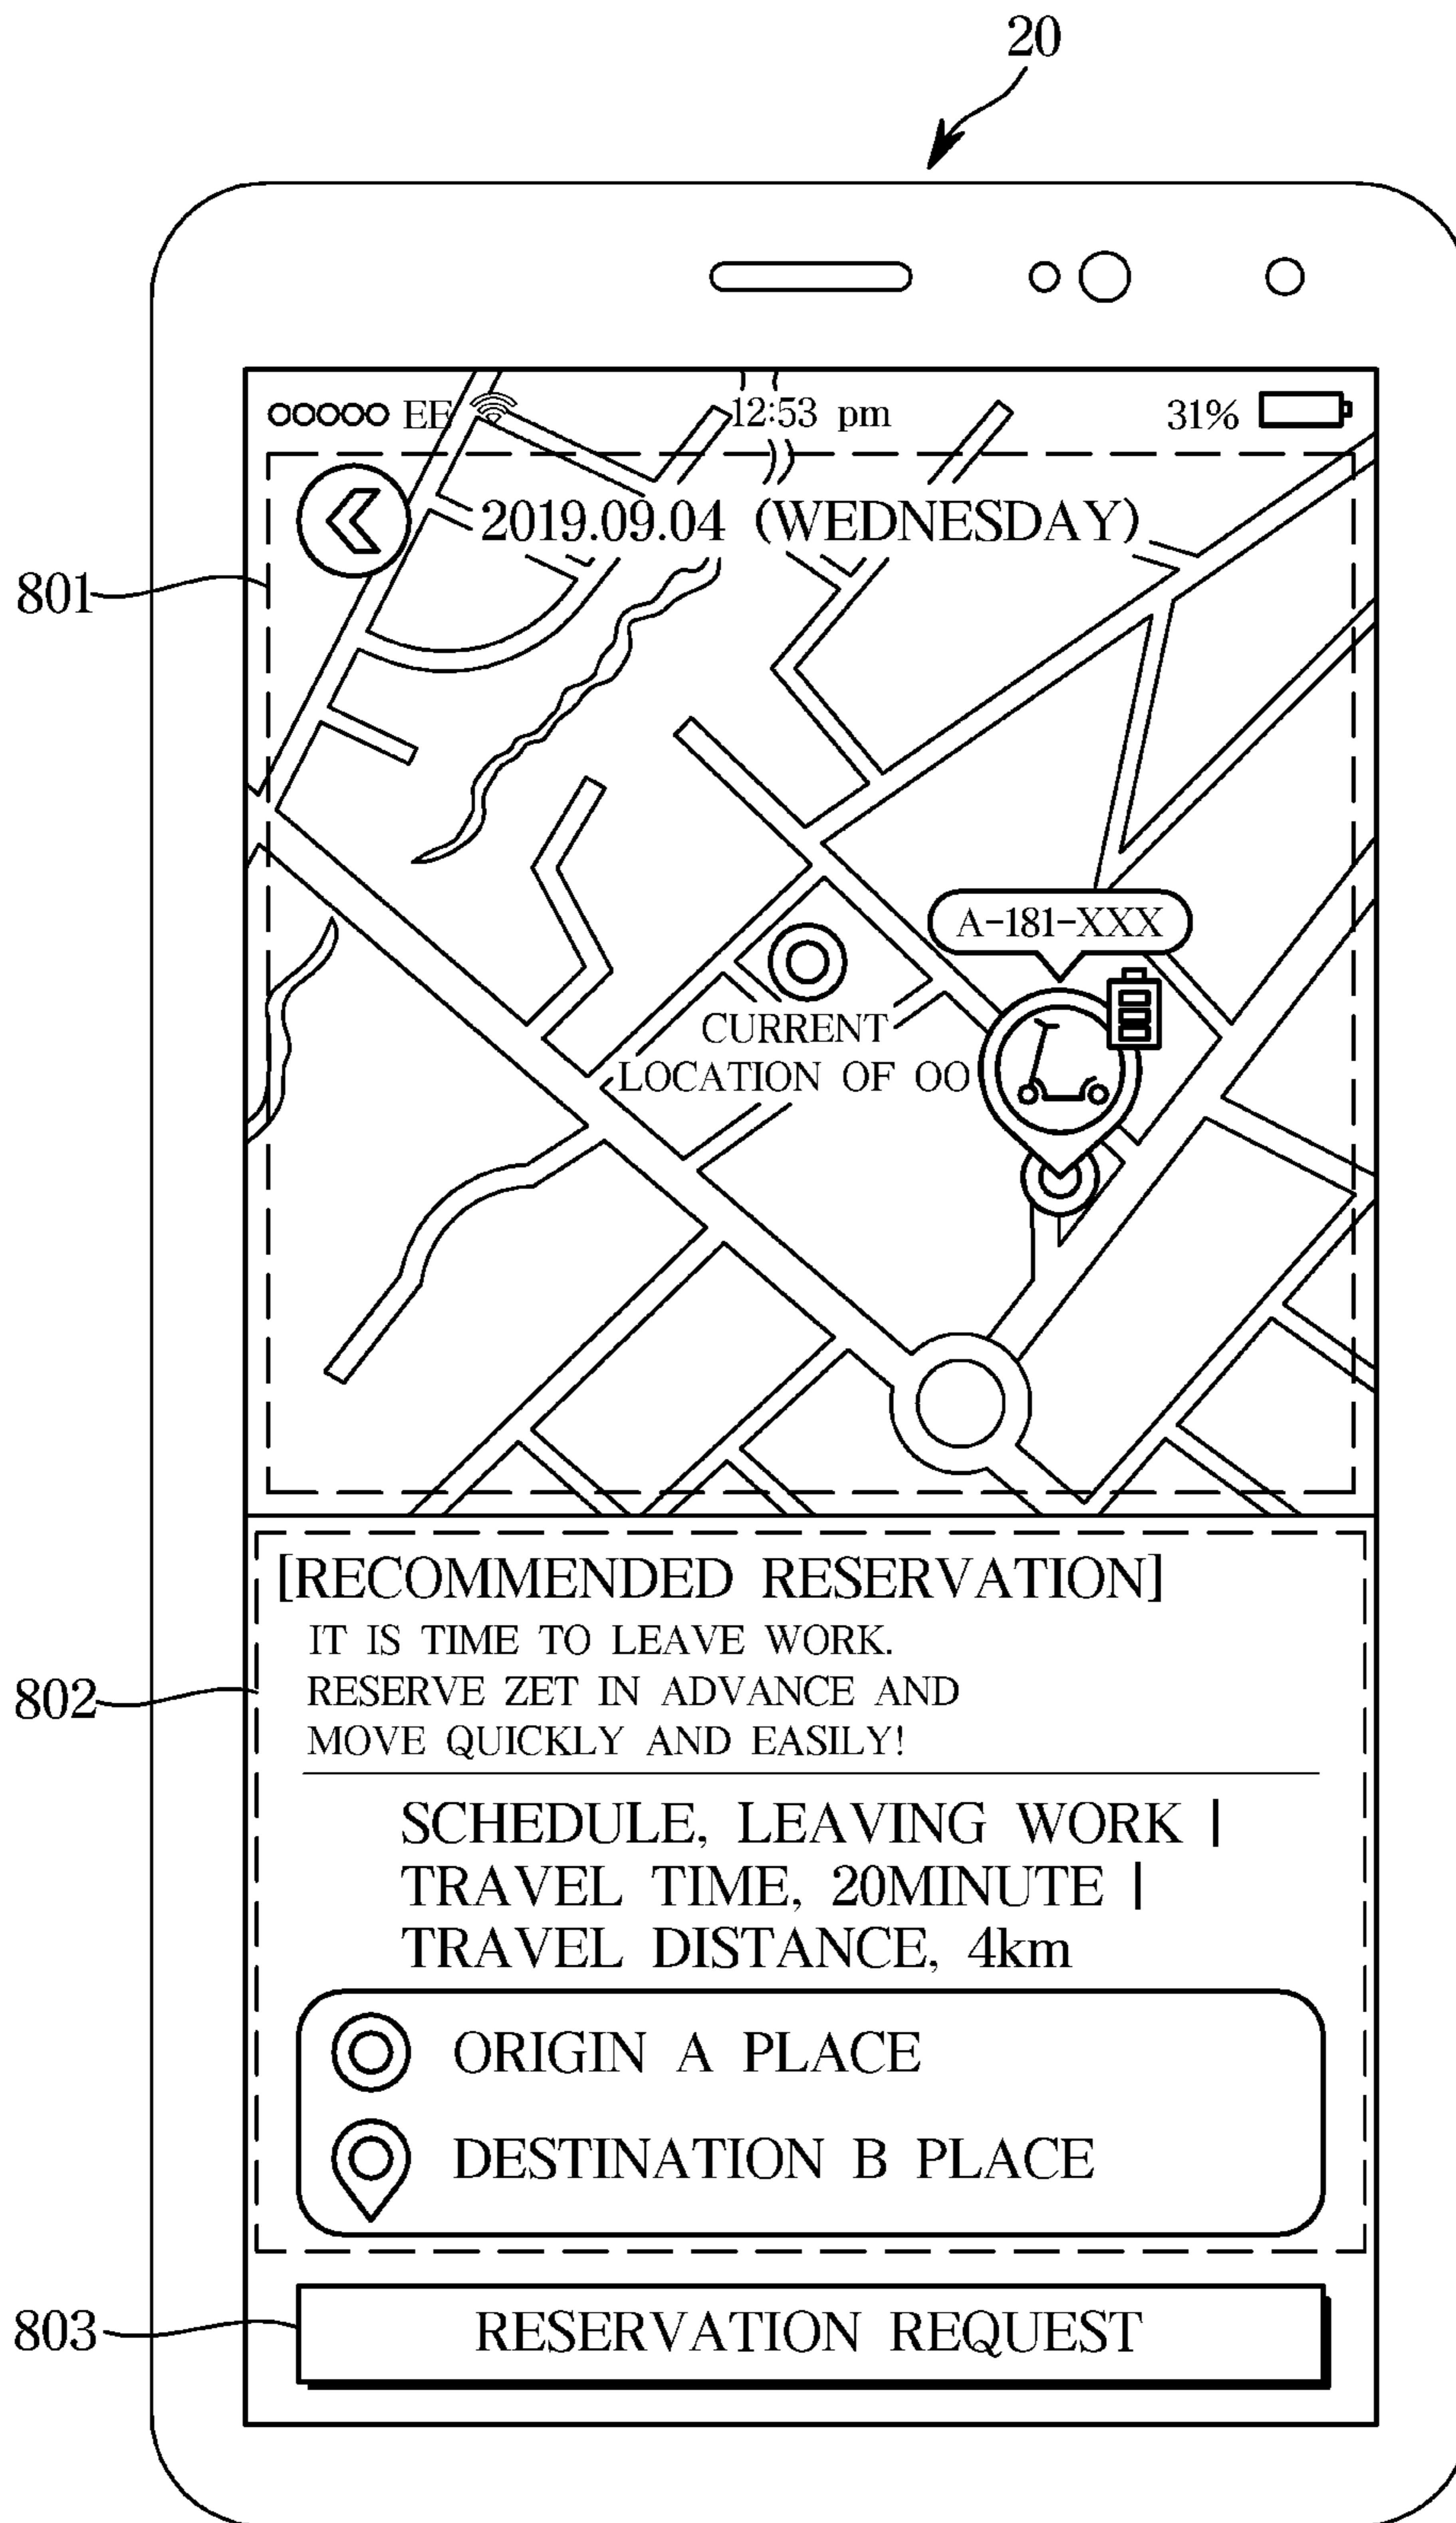 20
EE 12:53 pm 31%
2019.09.04 (WEDNESDAY)
801
A-181-XXX
CURRENT
LOCATION OF OO
[RECOMMENDED RESERVATION]
IT IS TIME TO LEAVE WORK.
802
RESERVE ZET IN ADVANCE AND
MOVE QUICKLY AND EASILY!
SCHEDULE, LEAVING WORK |
TRAVEL TIME, 20MINUTE |
TRAVEL DISTANCE, 4km
ORIGIN A PLACE
DESTINATION B PLACE
803
RESERVATION REQUEST